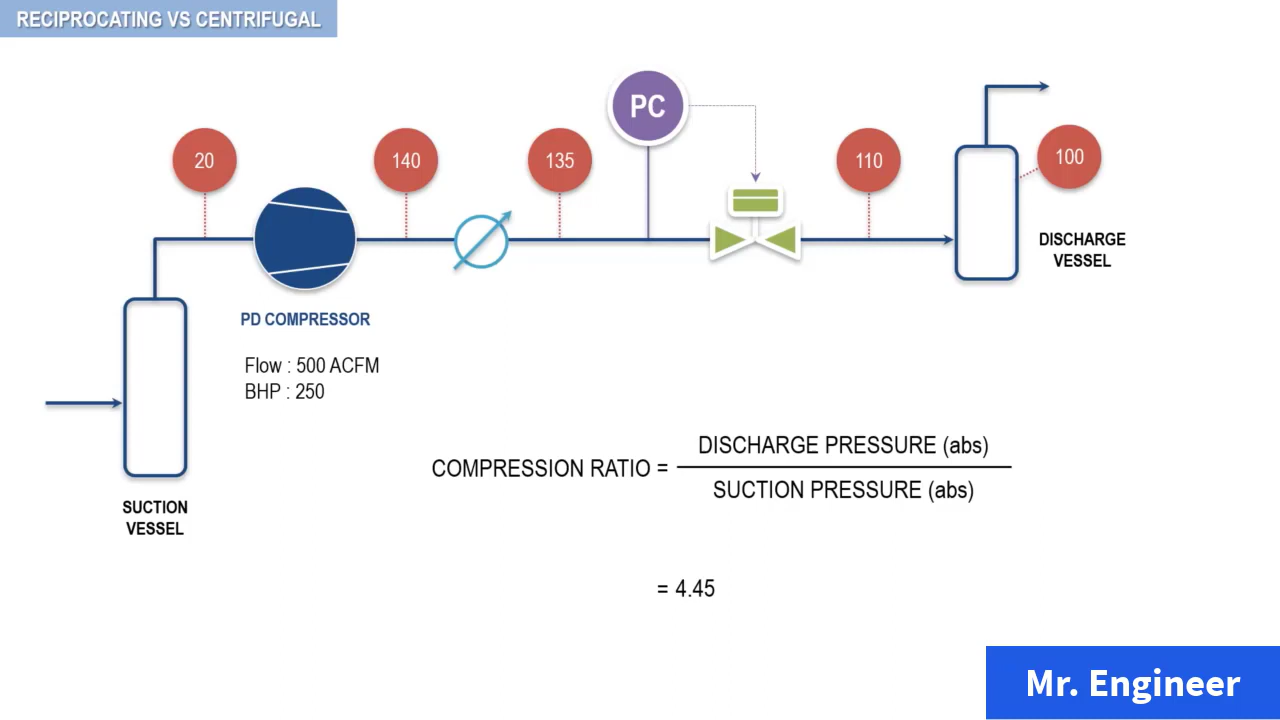 RECIPROCATING VS CENTRIFUGAL
PC
20
140
135
110
100
DISCHARGE
VESSEL
PD COMPRESSOR
Flow : 500 ACFM
BHP : 250
SUCTION
VESSEL
COMPRESSION RATIO =
DISCHARGE PRESSURE (abs)
SUCTION PRESSURE (abs)
= 4.45
Mr. Engineer